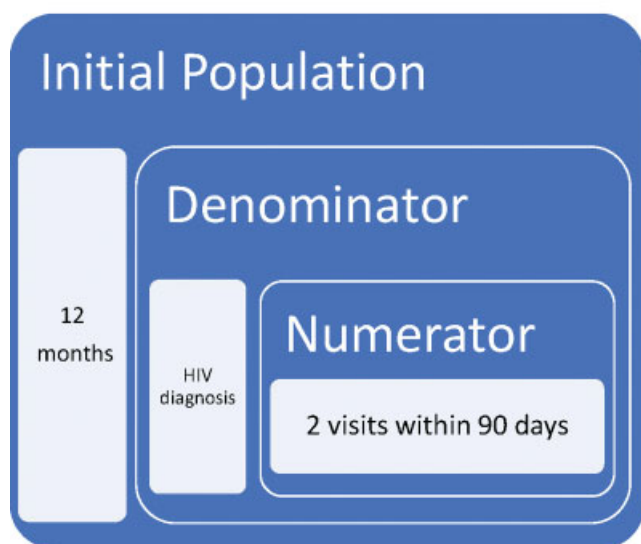 Initial Population
Denominator
12
months
HIV
diagnosis
Numerator
2 visits within 90 days